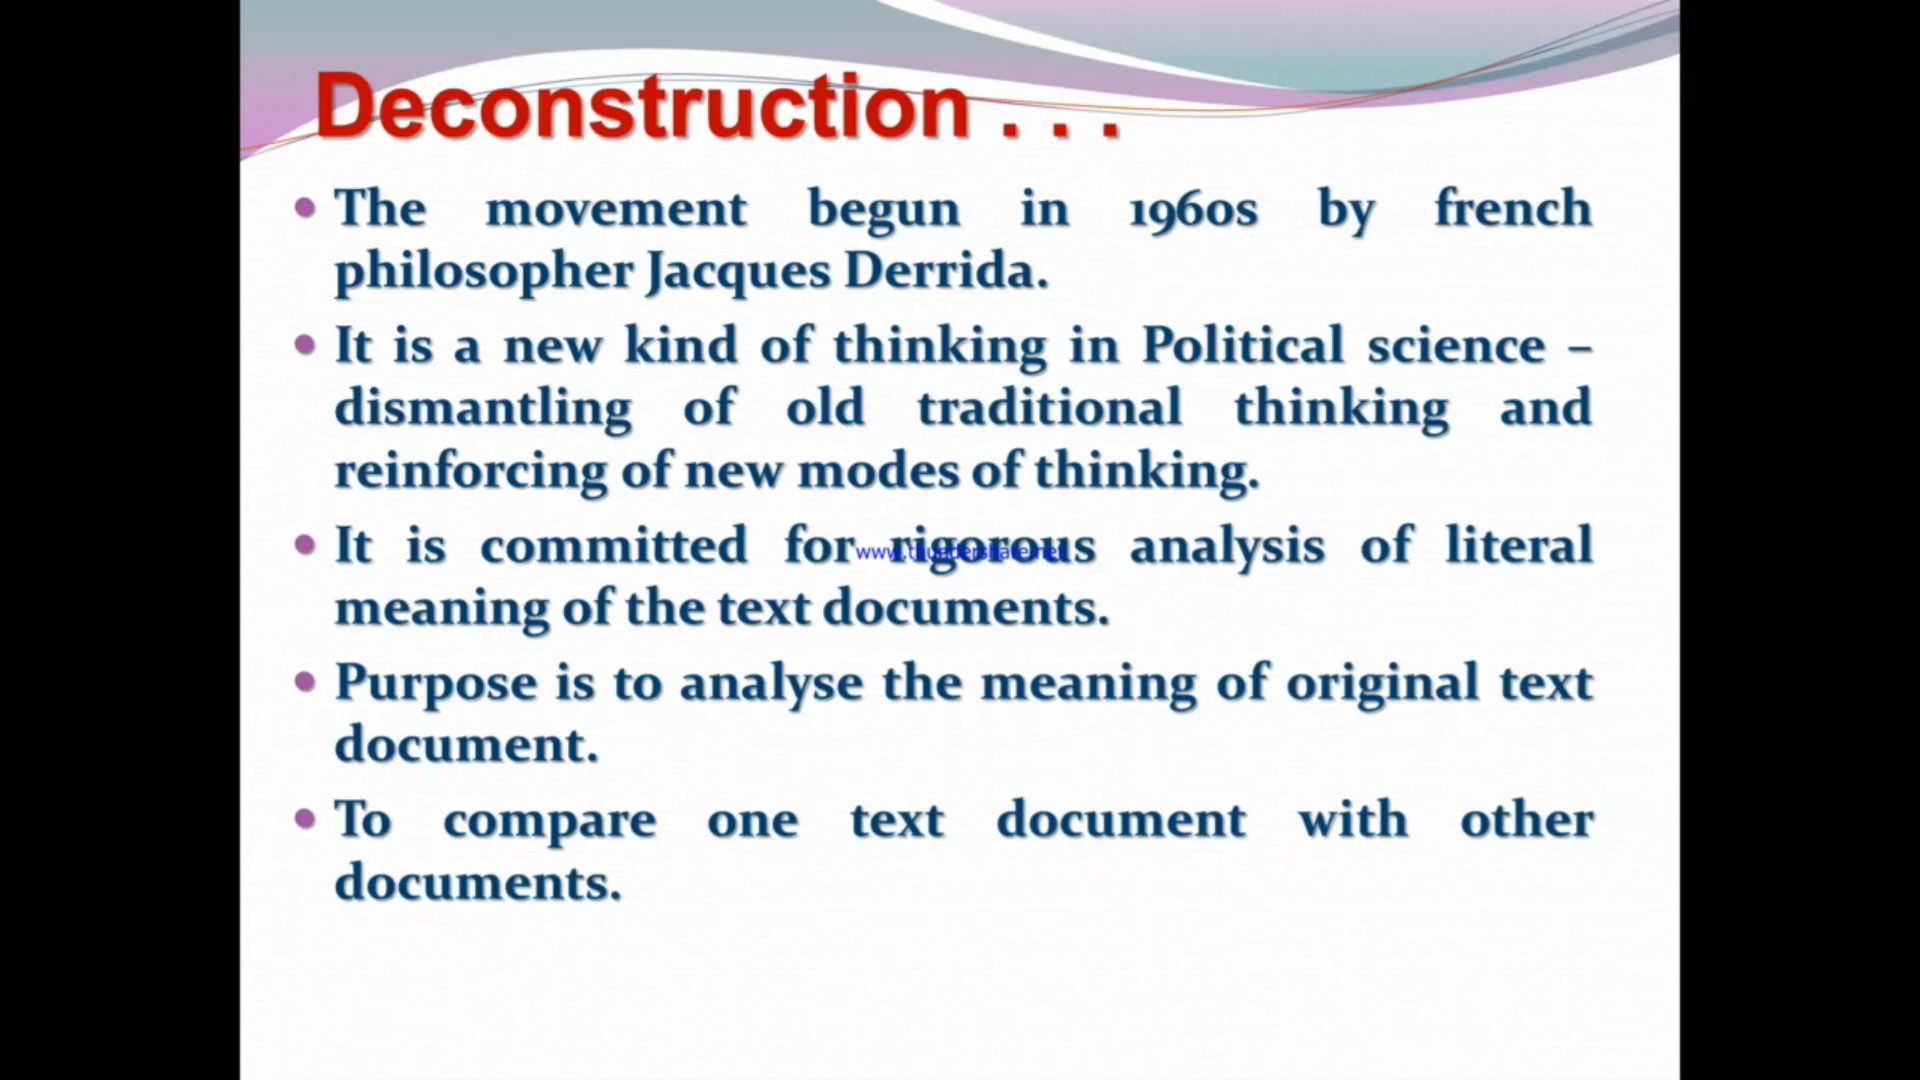 Deconstruction . . .
• The movement begun in 1960s by french
philosopher Jacques Derrida.
• It is a new kind of thinking in Political science –
dismantling of old traditional thinking and
reinforcing of new modes of thinking.
• It is committed for rigorous analysis of literal
www.thundershare.net
meaning of the text documents.
• Purpose is to analyse the meaning of original text
document.
• To compare one text document with other
documents.